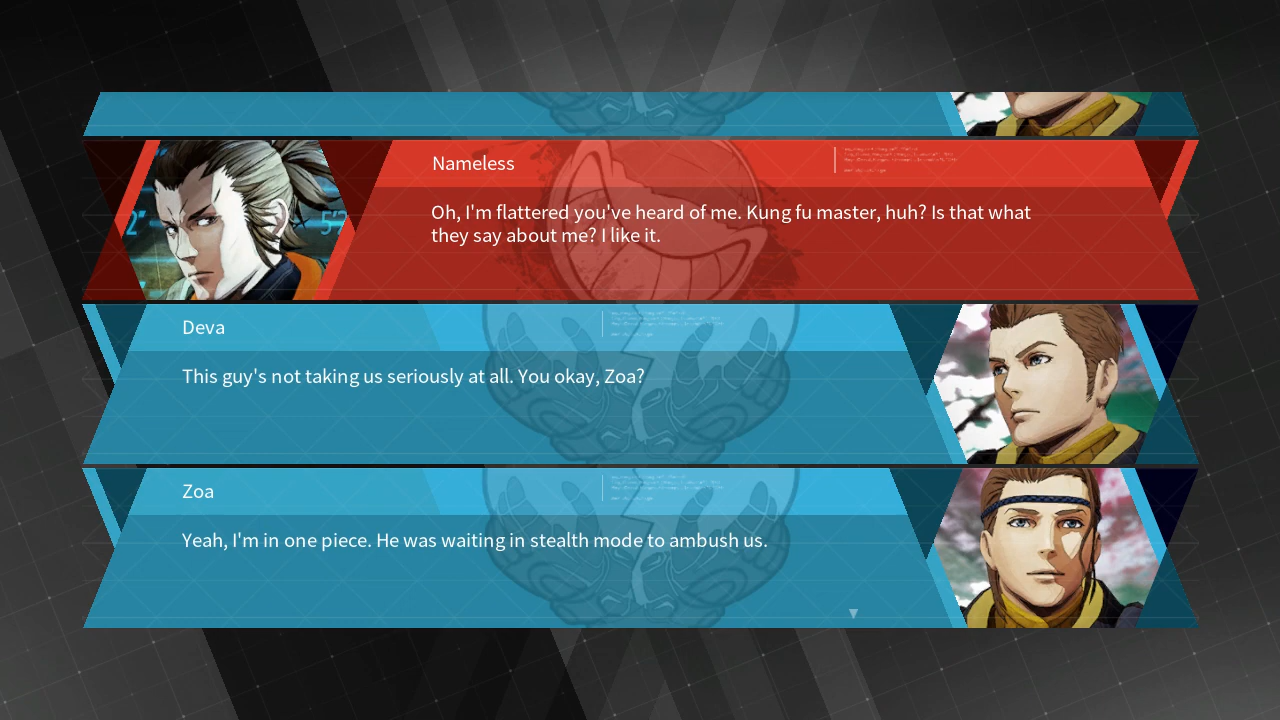 Nameless
Oh, I'm flattered you've heard of me. Kung fu master, huh? Is that what
they say about me? I like it.
Deva
This guy's not taking us seriously at all. You okay, Zoa?
Zoa
Yeah, I'm in one piece. He was waiting in stealth mode to ambush us.